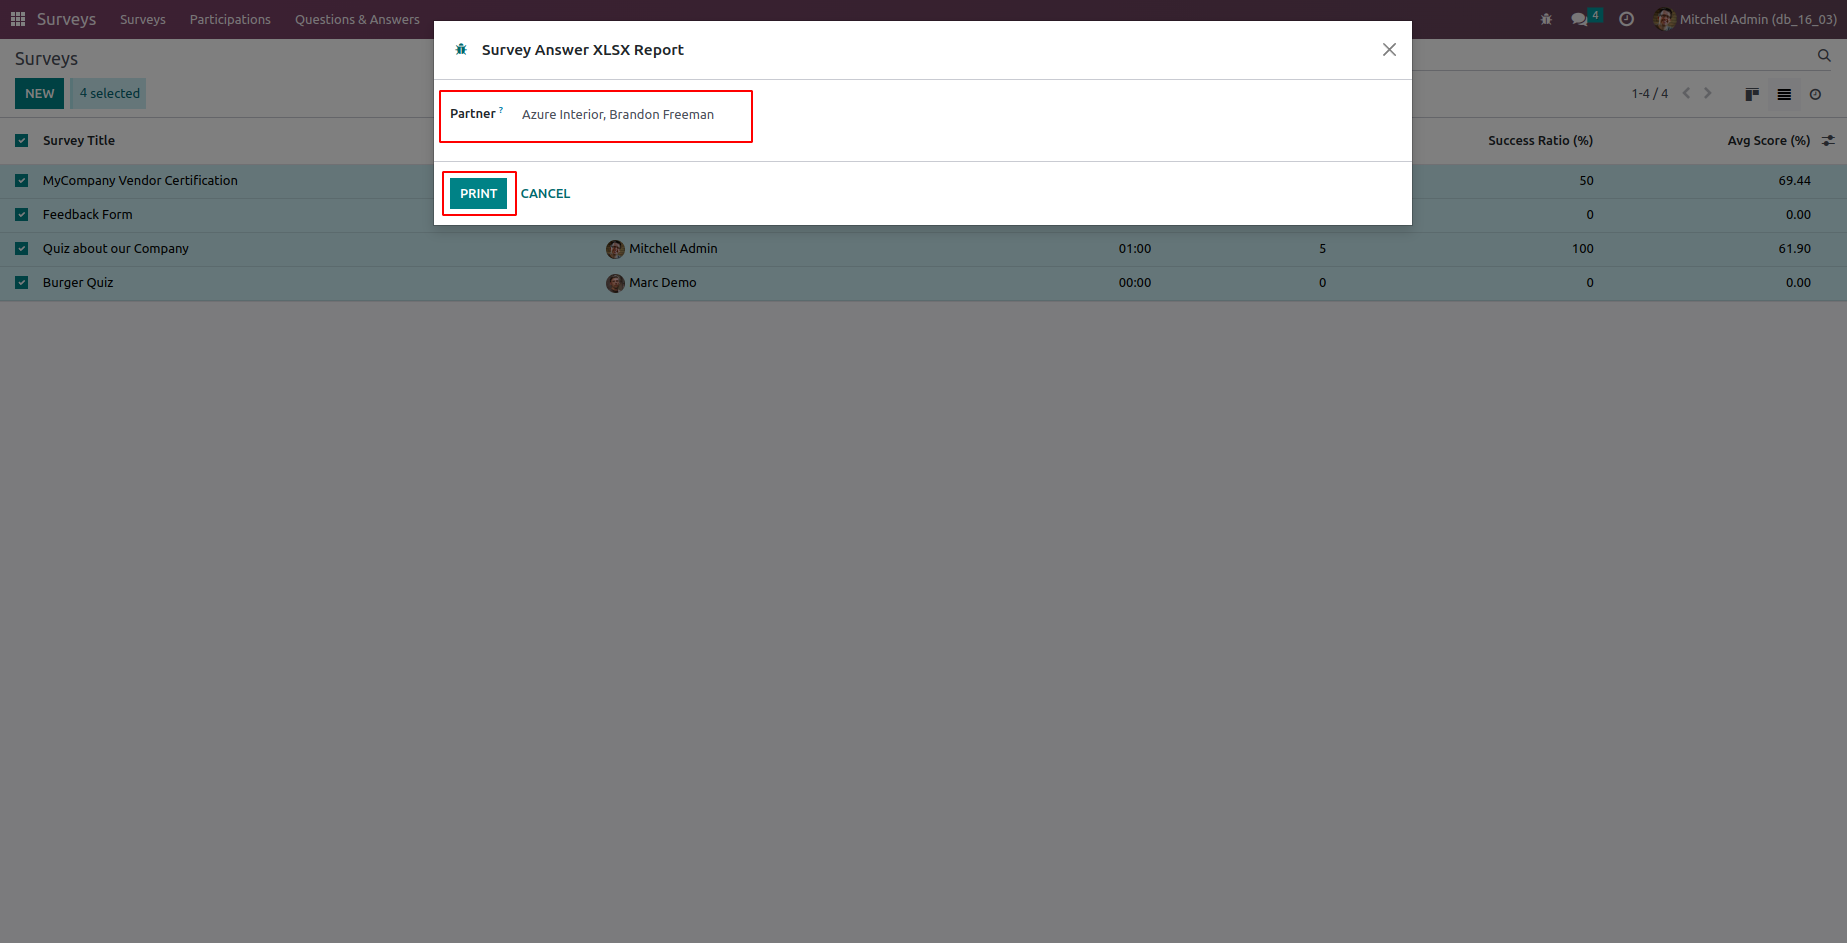 Surveys Surveys Participations Questions & Answers 4 Mitchell Admin (db_16_03)
Survey Answer XLSX Report
Surveys
NEW 4 selected 1-4 / 4
Partner ? Azure Interior, Brandon Freeman
Survey Title Success Ratio (%) Avg Score (%)
MyCompany Vendor Certification 50 69.44
PRINT CANCEL
Feedback Form 0 0.00
Quiz about our Company Mitchell Admin 01:00 5 100 61.90
Burger Quiz Marc Demo 00:00 0 0 0.00